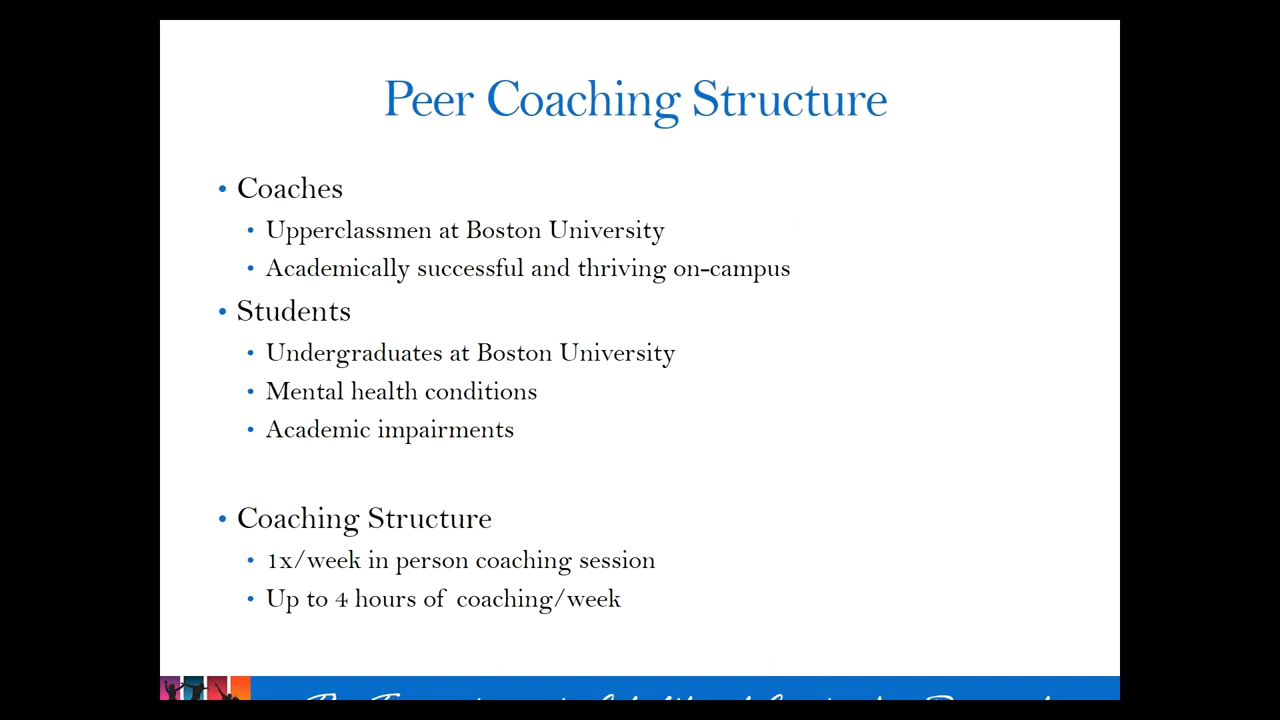 Peer Coaching Structure
• Coaches
• Upperclassmen at Boston University
• Academically successful and thriving on-campus
• Students
• Undergraduates at Boston University
• Mental health conditions
• Academic impairments
• Coaching Structure
• 1x/week in person coaching session
• Up to 4 hours of coaching/week